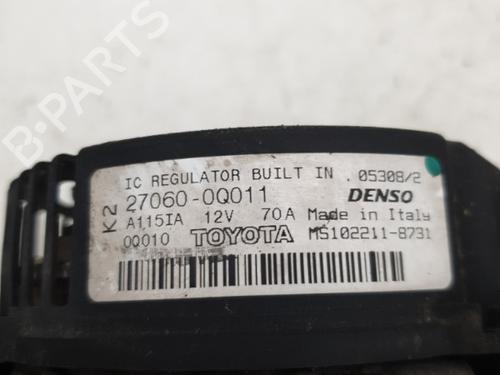 B-PARTS
IC REGULATOR BUILT IN . 05308/2
K2 27060-0Q011 DENSO
A115IA 12V 70A Made in Italy
0Q010 TOYOTA MS102211-8731